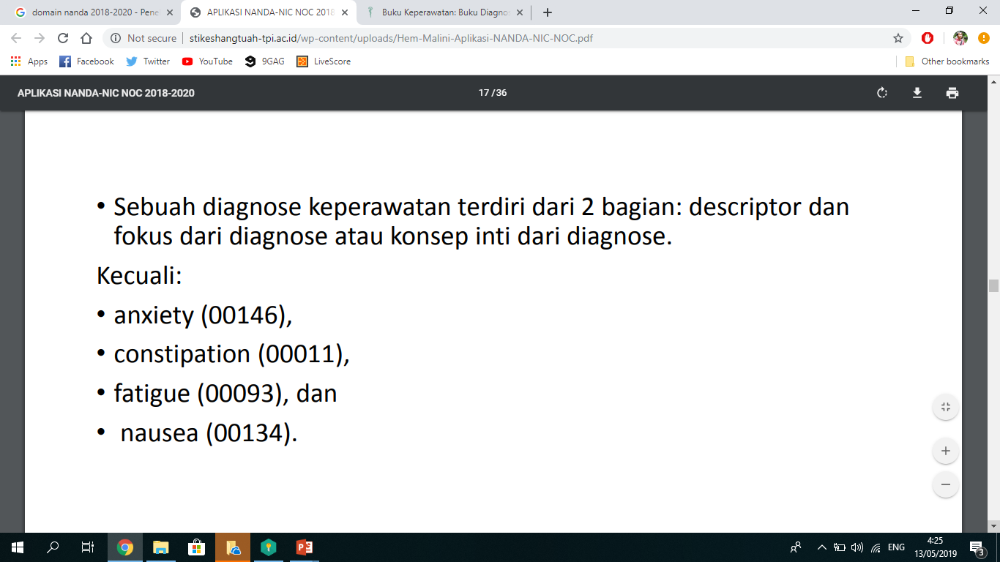 domain nanda 2018-2020 - Pene
APLIKASI NANDA-NIC NOC 2018
Buku Keperawatan: Buku Diagnos
Not secure | stikeshangtuah-tpi.ac.id/wp-content/uploads/Hem-Malini-Aplikasi-NANDA-NIC-NOC.pdf
Apps Facebook Twitter YouTube 9GAG LiveScore Other bookmarks
APLIKASI NANDA-NIC NOC 2018-2020 17 / 36
• Sebuah diagnose keperawatan terdiri dari 2 bagian: descriptor dan
fokus dari diagnose atau konsep inti dari diagnose.
Kecuali:
• anxiety (00146),
• constipation (00011),
• fatigue (00093), dan
• nausea (00134).
ENG
4:25
13/05/2019
3